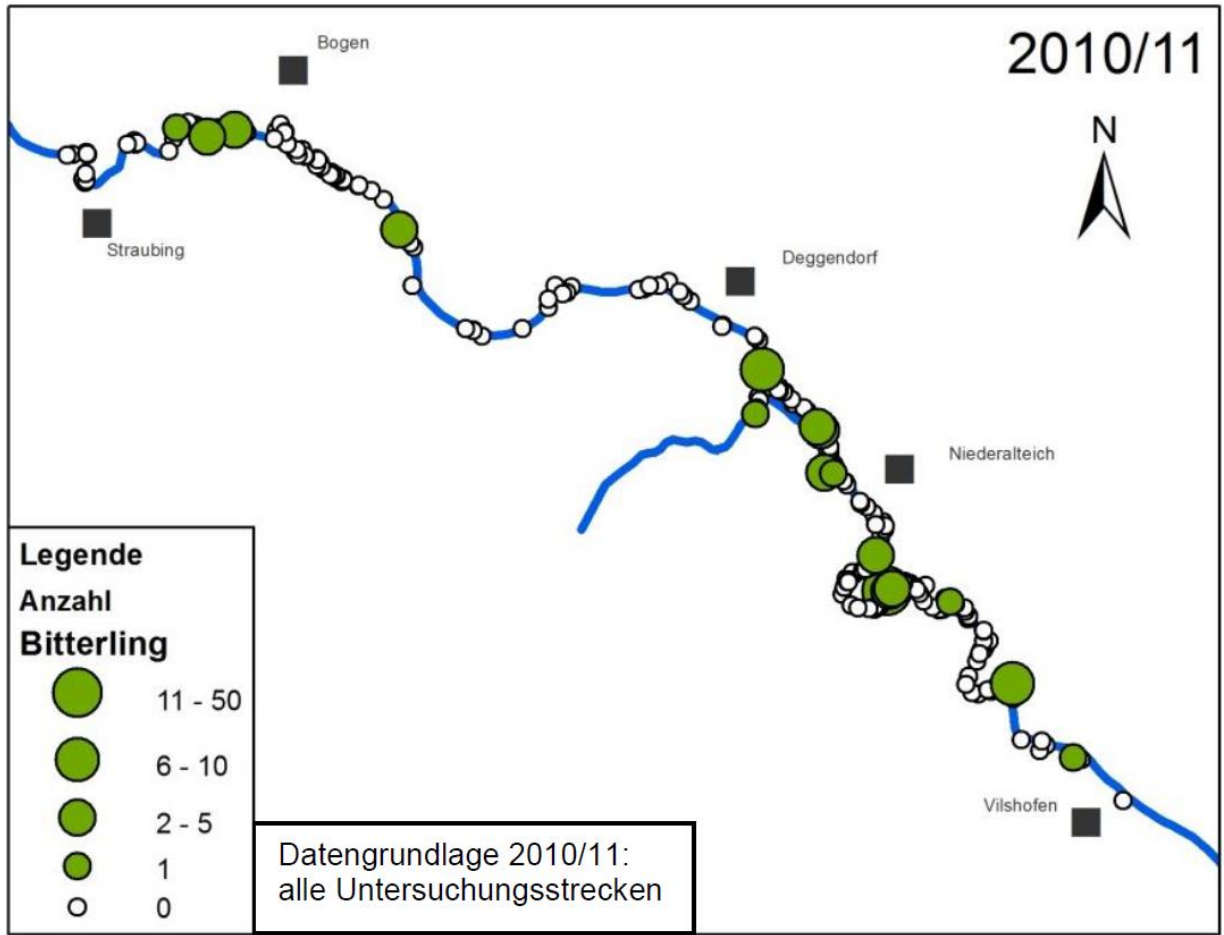 2010/11
N
Bogen
Straubing
Deggendorf
Niederalteich
Vilshofen
Legende
Anzahl
Bitterling
11 - 50
6 - 10
2 - 5
1
0
Datengrundlage 2010/11:
alle Untersuchungsstrecken